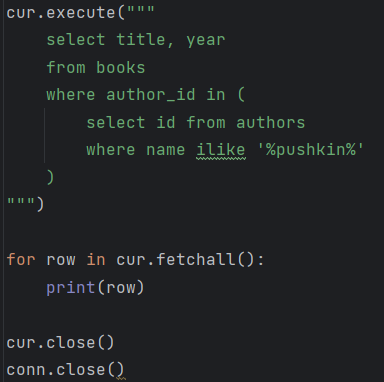 cur.execute("""
    select title, year
    from books
    where author_id in (
        select id from authors
        where name ilike '%pushkin%'
    )
""")

for row in cur.fetchall():
    print(row)

cur.close()
conn.close()